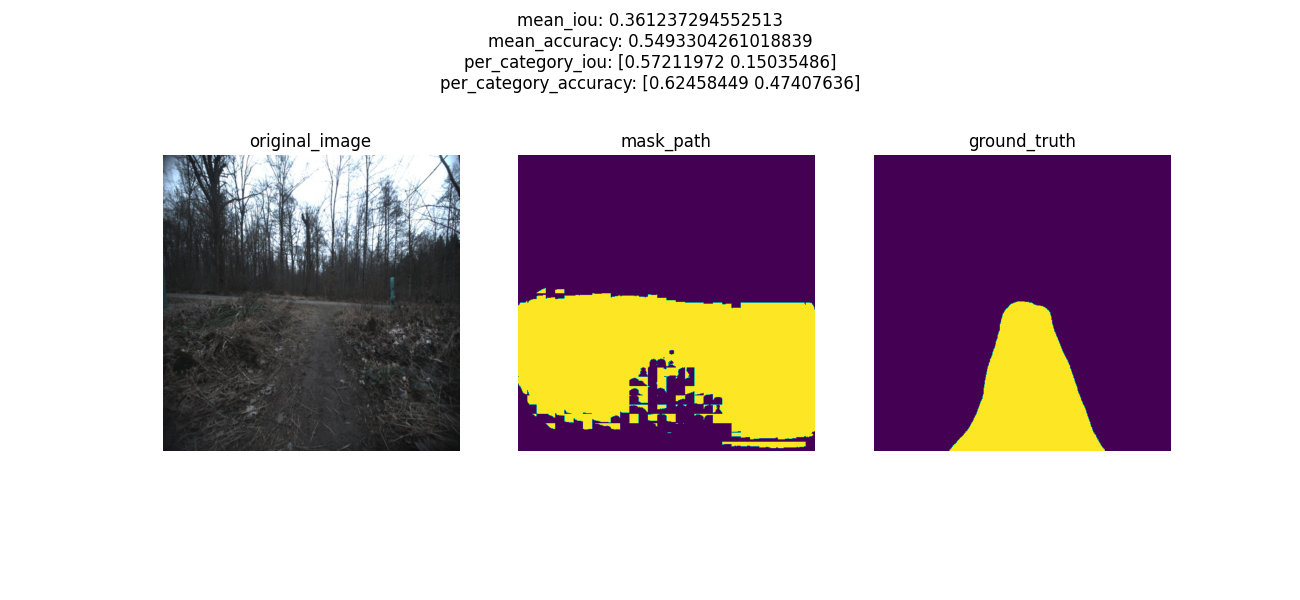 mean_iou: 0.361237294552513
mean_accuracy: 0.5493304261018839
per_category_iou: [0.57211972 0.15035486]
per_category_accuracy: [0.62458449 0.47407636]
original_image
mask_path
ground_truth